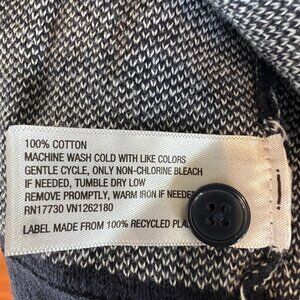 100% COTTON
MACHINE WASH COLD WITH LIKE COLORS
GENTLE CYCLE, ONLY NON-CHLORINE BLEACH
IF NEEDED, TUMBLE DRY LOW
REMOVE PROMPTLY, WARM IRON IF NEEDED
RN17730 VN1262180
LABEL MADE FROM 100% RECYCLED